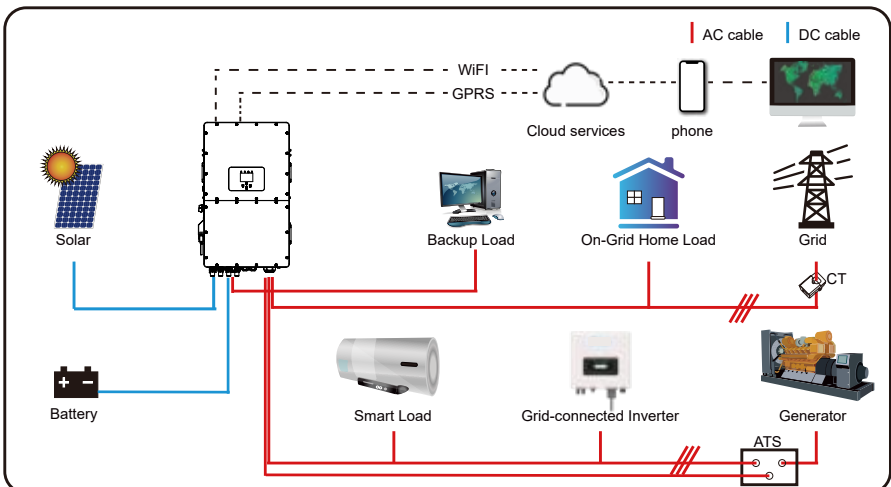 AC cable
DC cable
WiFI
GPRS
Cloud services
phone
Solar
Backup Load
On-Grid Home Load
Grid
CT
Battery
Smart Load
Grid-connected Inverter
Generator
ATS